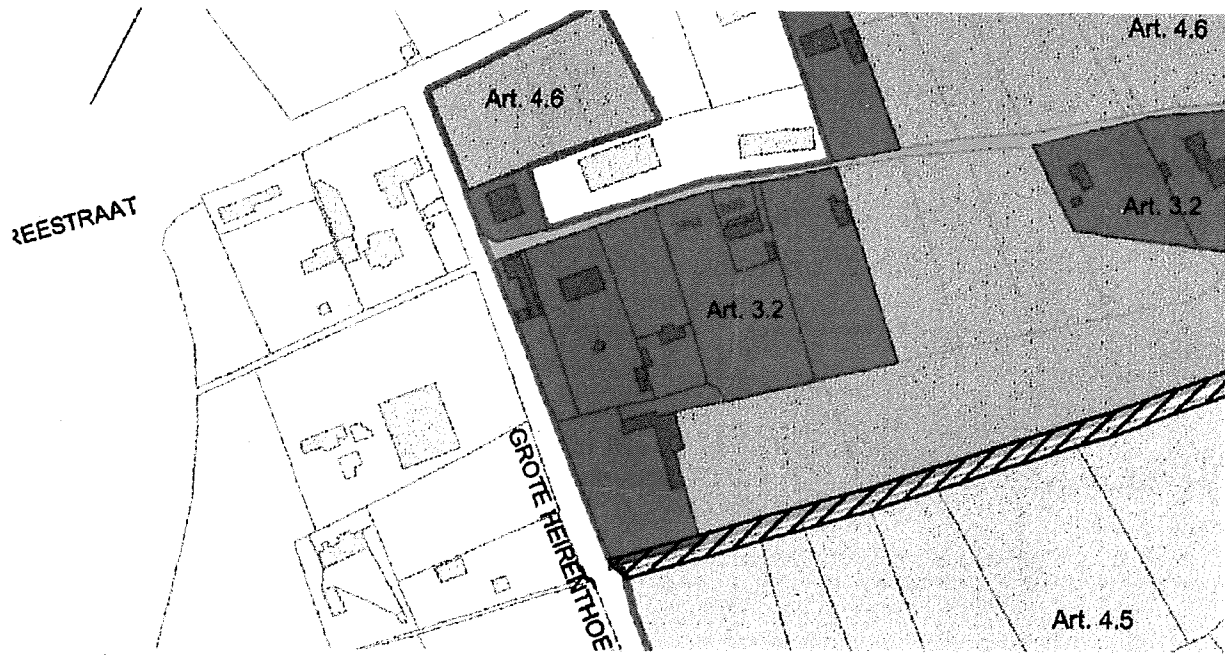 Art. 4.6
Art. 4.6
REESTRAAT
Art. 3.2
Art. 3.2
GROTE HEIRENTHOE
Art. 4.5